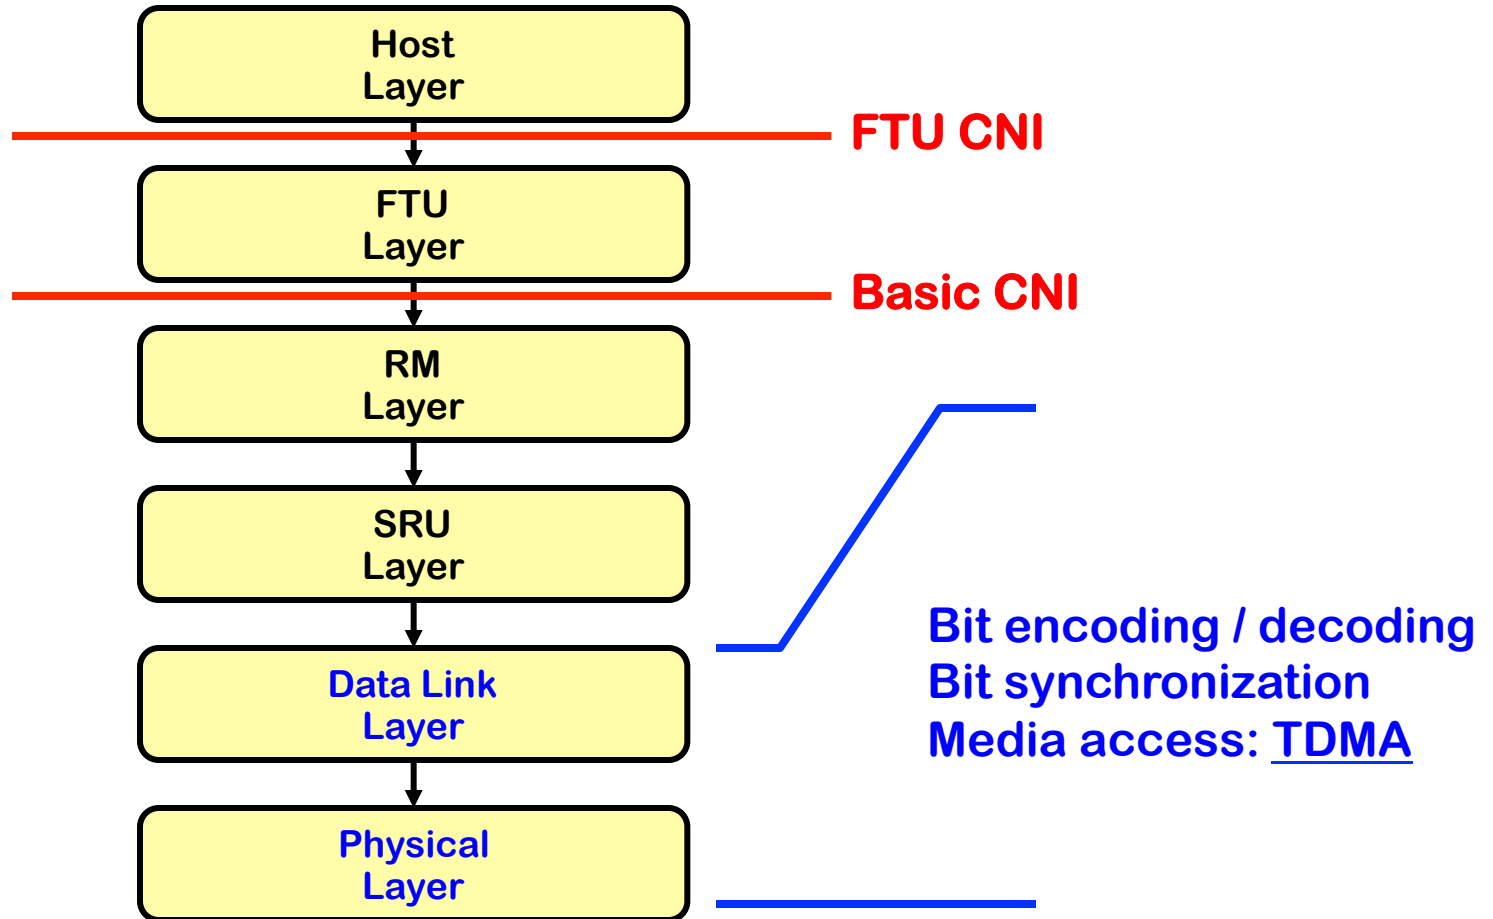 Host
Layer
FTU CNI
FTU
Layer
Basic CNI
RM
Layer
SRU
Layer
Data Link
Layer
Bit encoding / decoding
Bit synchronization
Media access: TDMA
Physical
Layer